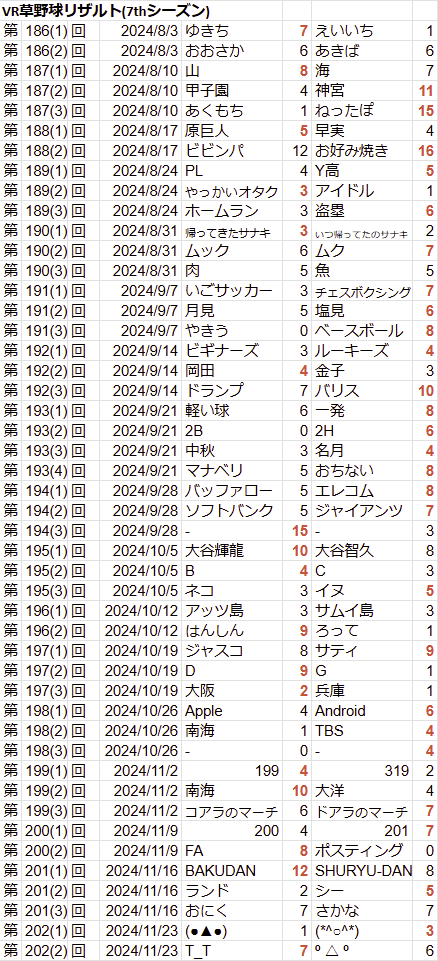 VR草野球リザルト(7thシーズン)
第 186(1) 回 2024/8/3 ゆきち 7 えいいち 1
第 186(2) 回 2024/8/3 おおさか 6 あきば 6
第 187(1) 回 2024/8/10 山 8 海 7
第 187(2) 回 2024/8/10 甲子園 4 神宮 11
第 187(3) 回 2024/8/10 あくもち 1 ねったぽ 15
第 188(1) 回 2024/8/17 原巨人 5 早実 4
第 188(2) 回 2024/8/17 ビビンパ 12 お好み焼き 16
第 189(1) 回 2024/8/24 PL 4 Y高 5
第 189(2) 回 2024/8/24 やっかいオタク 3 アイドル 1
第 189(3) 回 2024/8/24 ホームラン 3 盗塁 6
第 190(1) 回 2024/8/31 帰ってきたサナキ 3 いつ帰ってたのサナキ 2
第 190(2) 回 2024/8/31 ムック 6 ムク 7
第 190(3) 回 2024/8/31 肉 5 魚 5
第 191(1) 回 2024/9/7 いごサッカー 3 チェスボクシング 7
第 191(2) 回 2024/9/7 月見 5 塩見 6
第 191(3) 回 2024/9/7 やきう 0 ベースボール 8
第 192(1) 回 2024/9/14 ビギナーズ 3 ルーキーズ 4
第 192(2) 回 2024/9/14 岡田 4 金子 3
第 192(3) 回 2024/9/14 ドランプ 7 バリス 10
第 193(1) 回 2024/9/21 軽い球 6 一発 8
第 193(2) 回 2024/9/21 2B 0 2H 6
第 193(3) 回 2024/9/21 中秋 3 名月 4
第 193(4) 回 2024/9/21 マナベリ 5 おちない 8
第 194(1) 回 2024/9/28 バッファロー 5 エレコム 8
第 194(2) 回 2024/9/28 ソフトバンク 5 ジャイアンツ 7
第 194(3) 回 2024/9/28 - 15 - 3
第 195(1) 回 2024/10/5 大谷輝龍 10 大谷智久 8
第 195(2) 回 2024/10/5 B 4 C 3
第 195(3) 回 2024/10/5 ネコ 3 イヌ 5
第 196(1) 回 2024/10/12 アッツ島 3 サムイ島 3
第 196(2) 回 2024/10/12 はんしん 9 ろって 1
第 197(1) 回 2024/10/19 ジャスコ 8 サティ 9
第 197(2) 回 2024/10/19 D 9 G 1
第 197(3) 回 2024/10/19 大阪 2 兵庫 1
第 198(1) 回 2024/10/26 Apple 4 Android 6
第 198(2) 回 2024/10/26 南海 1 TBS 4
第 198(3) 回 2024/10/26 - 0 - 4
第 199(1) 回 2024/11/2 199 4 319 2
第 199(2) 回 2024/11/2 南海 10 大洋 4
第 199(3) 回 2024/11/2 コアラのマーチ 6 ドアラのマーチ 7
第 200(1) 回 2024/11/9 200 4 201 7
第 200(2) 回 2024/11/9 FA 8 ポスティング 0
第 201(1) 回 2024/11/16 BAKUDAN 12 SHURYU-DAN 8
第 201(2) 回 2024/11/16 ランド 2 シー 5
第 201(3) 回 2024/11/16 おにく 7 さかな 7
第 202(1) 回 2024/11/23 (●▲●) 1 (*^○^*) 3
第 202(2) 回 2024/11/23 T_T 7 º △ º 6